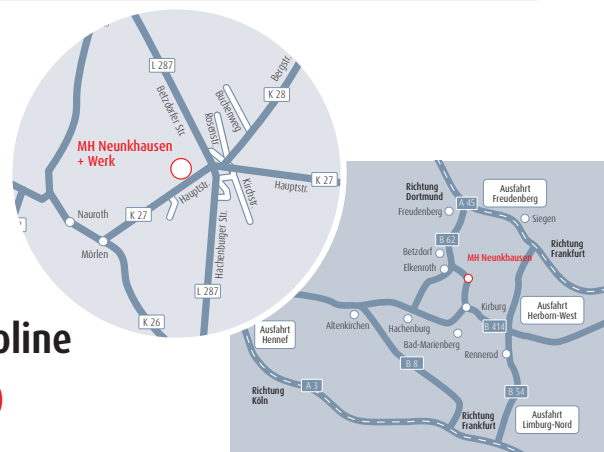 L 287
Betzdorfer Str.
Rosenstr.
Buchenweg
Bergstr.
K 28
MH Neunkhausen
+ Werk
Hauptstr.
K 27
Hauptstr.
K 27
Kirchstr.
Hachenburger Str.
Nauroth
Mörlen
L 287
K 26
oline
Richtung
Dortmund
A 45
Ausfahrt
Freudenberg
Freudenberg
Siegen
B 62
Betzdorf
Elkenroth
MH Neunkhausen
Richtung
Frankfurt
Kirburg
Ausfahrt
Herborn-West
Altenkirchen
Hachenburg
B 414
Bad-Marienberg
Rennerod
Ausfahrt
Hennef
B 8
A 3
Richtung
Köln
B 54
Richtung
Frankfurt
Ausfahrt
Limburg-Nord